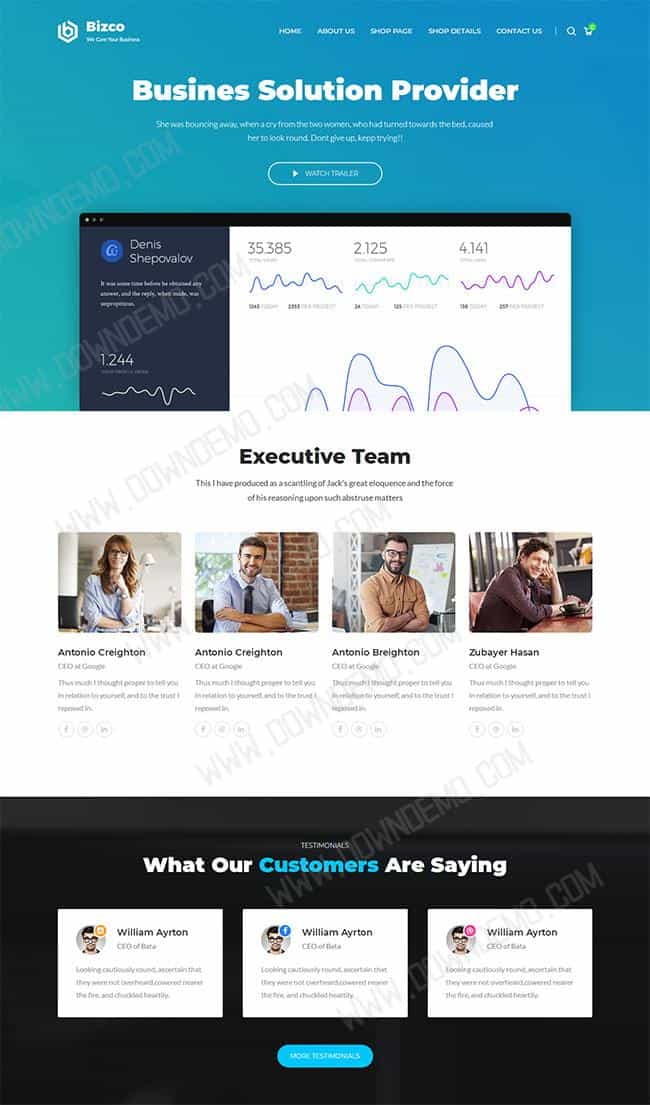 Bizco
We Care Your Business
HOME ABOUT US SHOP PAGE SHOP DETAILS CONTACT US
Busines Solution Provider
She was bouncing away, when a cry from the two women, who had turned towards the bed, caused
her to look round. Dont give up, kepp trying!!
WATCH TRAILER
Denis
Shepovalov
It was some time before he obtained any
answer, and the reply, when made, was
unpropitious.
1.244
35.385
2.125
4.141
1345 TODAY 2353 PER PROJECT
24 TODAY 125 PER PROJECT
138 TODAY 257 PER PROJECT
Executive Team
This I have produced as a scantling of Jack's great eloquence and the force
of his reasoning upon such abstruse matters
Antonio Creighton
CEO at Google
Thus much I thought proper to tell you
in relation to yourself, and to the trust I
reposed in.
Antonio Creighton
CEO at Google
Thus much I thought proper to tell you
in relation to yourself, and to the trust I
reposed in.
Antonio Breighton
CEO at Google
Thus much I thought proper to tell you
in relation to yourself, and to the trust I
reposed in.
Zubayer Hasan
CEO at Google
Thus much I thought proper to tell you
in relation to yourself, and to the trust I
reposed in.
TESTIMONIALS
What Our Customers Are Saying
William Ayrton
CEO of Bata
Looking cautiously round, ascertain that
they were not overheard,cowered nearer
the fire, and chuckled heartily.
William Ayrton
CEO of Bata
Looking cautiously round, ascertain that
they were not overheard,cowered nearer
the fire, and chuckled heartily.
William Ayrton
CEO of Bata
Looking cautiously round, ascertain that
they were not overheard,cowered nearer
the fire, and chuckled heartily.
MORE TESTIMONIALS
WWW.DOWNDEMO.COM